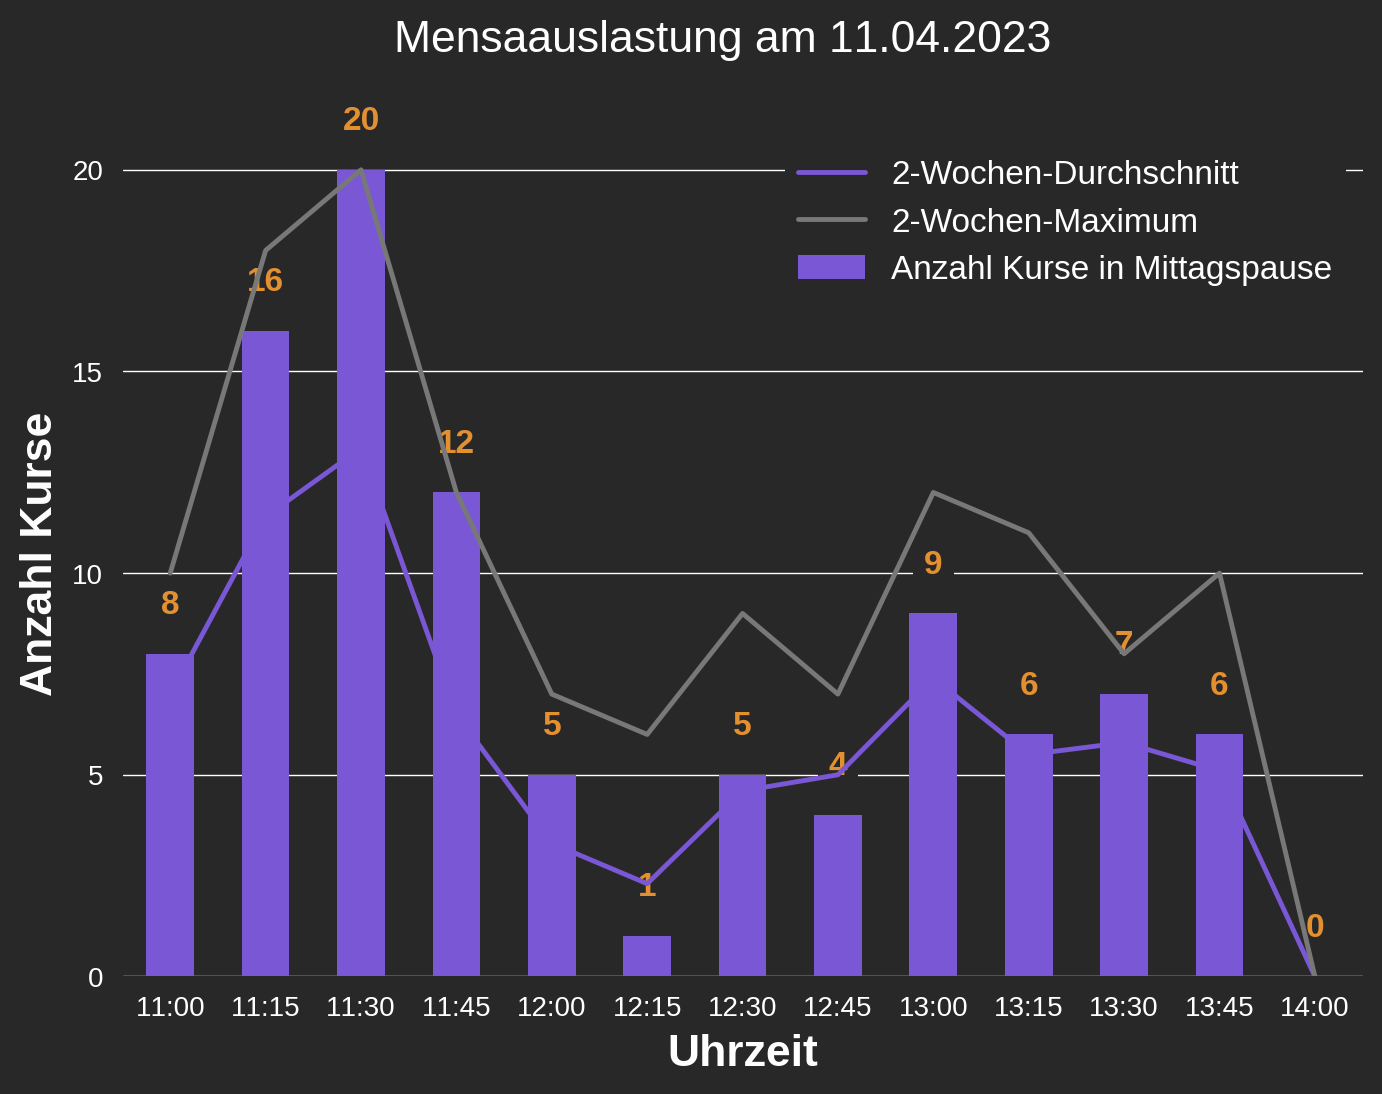 Mensaauslastung am 11.04.2023
20
2-Wochen-Durchschnitt
2-Wochen-Maximum
Anzahl Kurse in Mittagspause
20
16
15
12
10
9
8
7
6
6
5
5
5
4
1
0
0
Anzahl Kurse
11:00 11:15 11:30 11:45 12:00 12:15 12:30 12:45 13:00 13:15 13:30 13:45 14:00
Uhrzeit